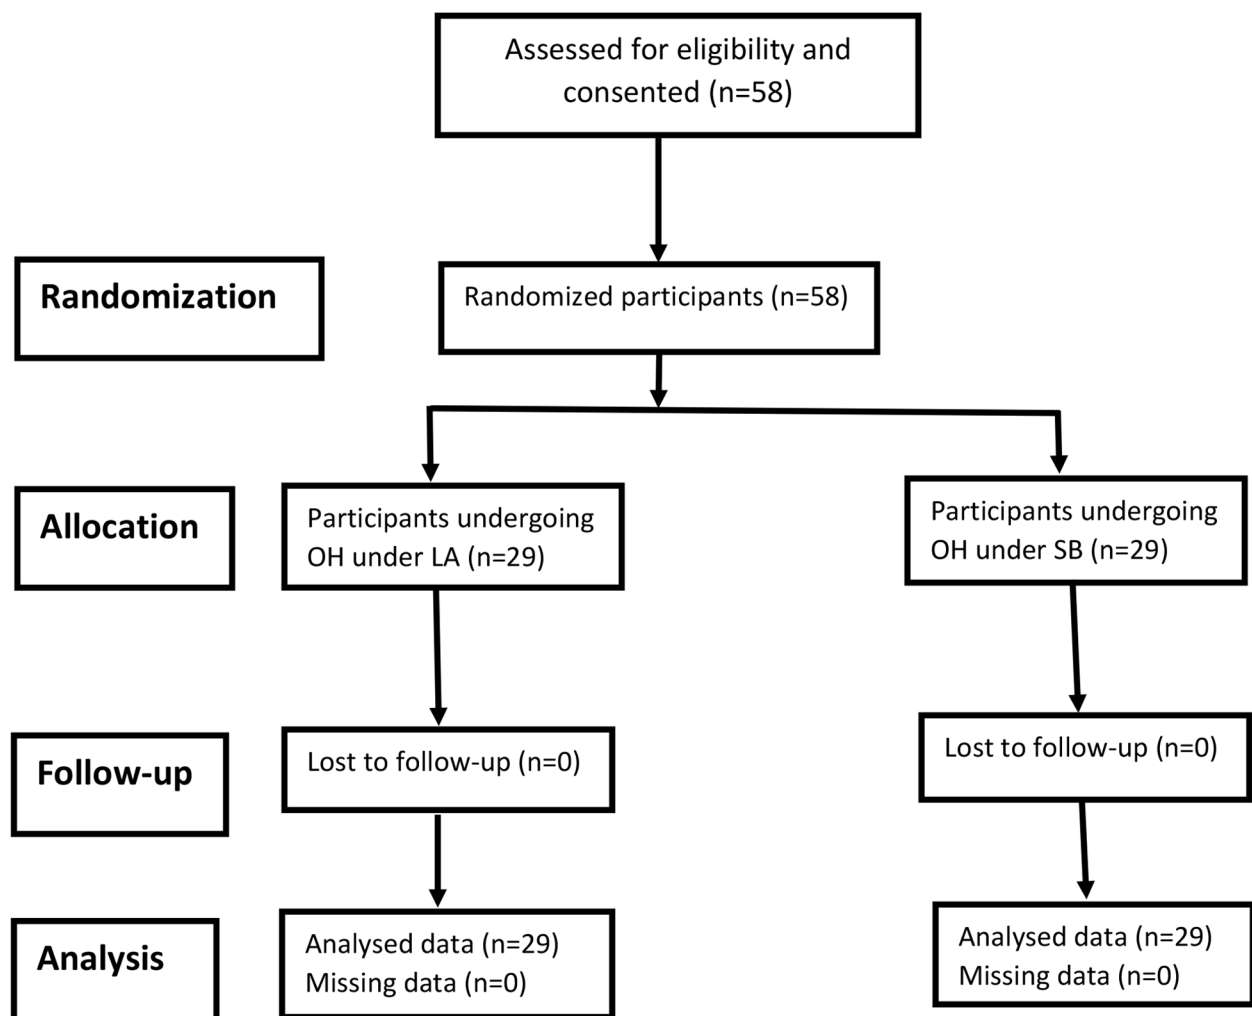 Assessed for eligibility and
consented (n=58)
Randomization
Randomized participants (n=58)
Allocation
Participants undergoing
OH under LA (n=29)
Participants undergoing
OH under SB (n=29)
Follow-up
Lost to follow-up (n=0)
Lost to follow-up (n=0)
Analysis
Analysed data (n=29)
Missing data (n=0)
Analysed data (n=29)
Missing data (n=0)